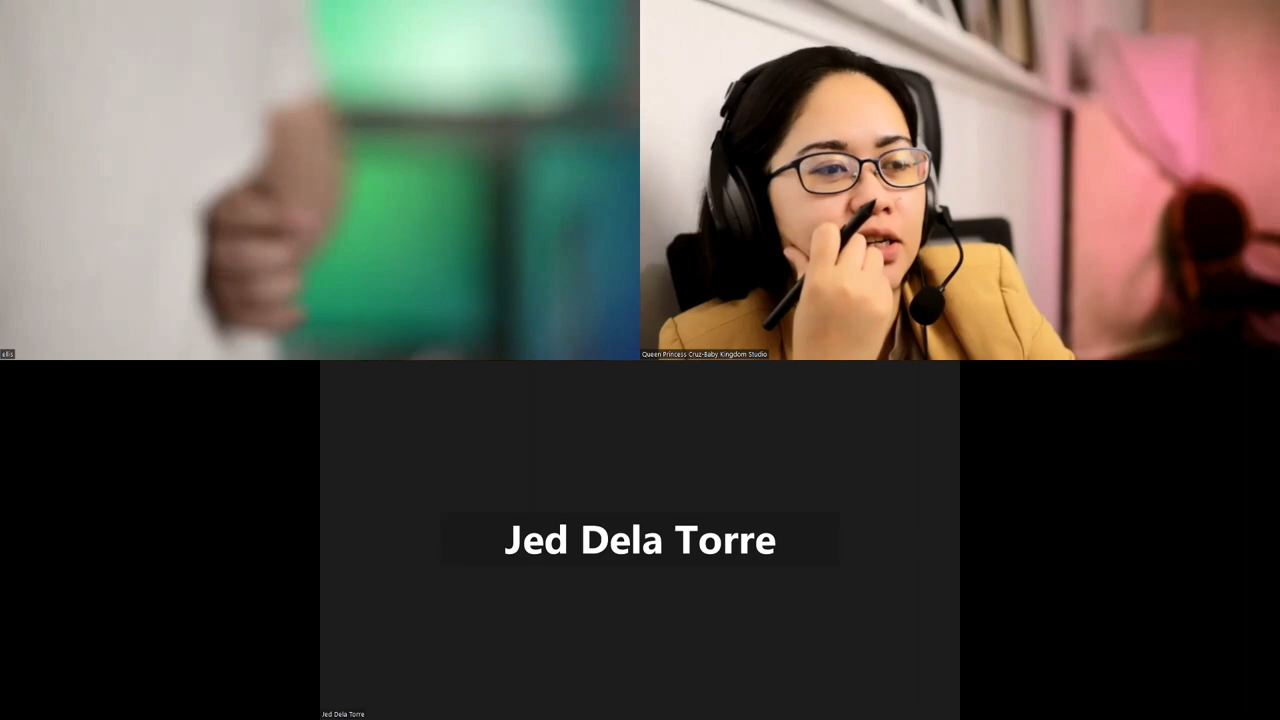 ellis
Queen Princess Cruz-Baby Kingdom Studio
Jed Dela Torre
Jed Dela Torre